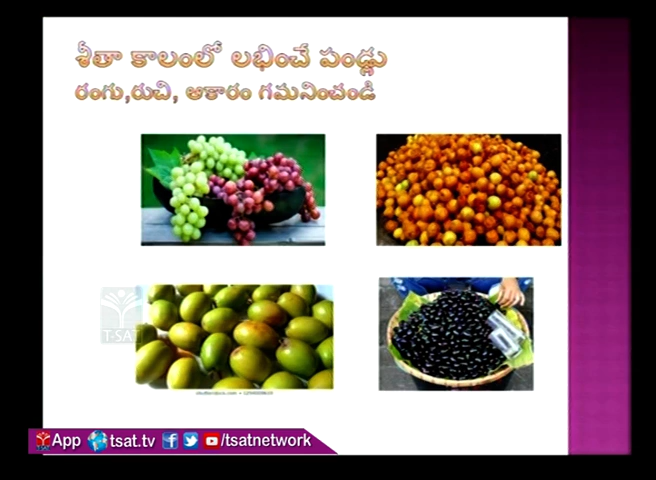 శీతా కాలంలో లభించే పండ్లు
రంగు,రుచి, ఆకారం గమనించండి
T-SAT
App tsat.tv /tsatnetwork